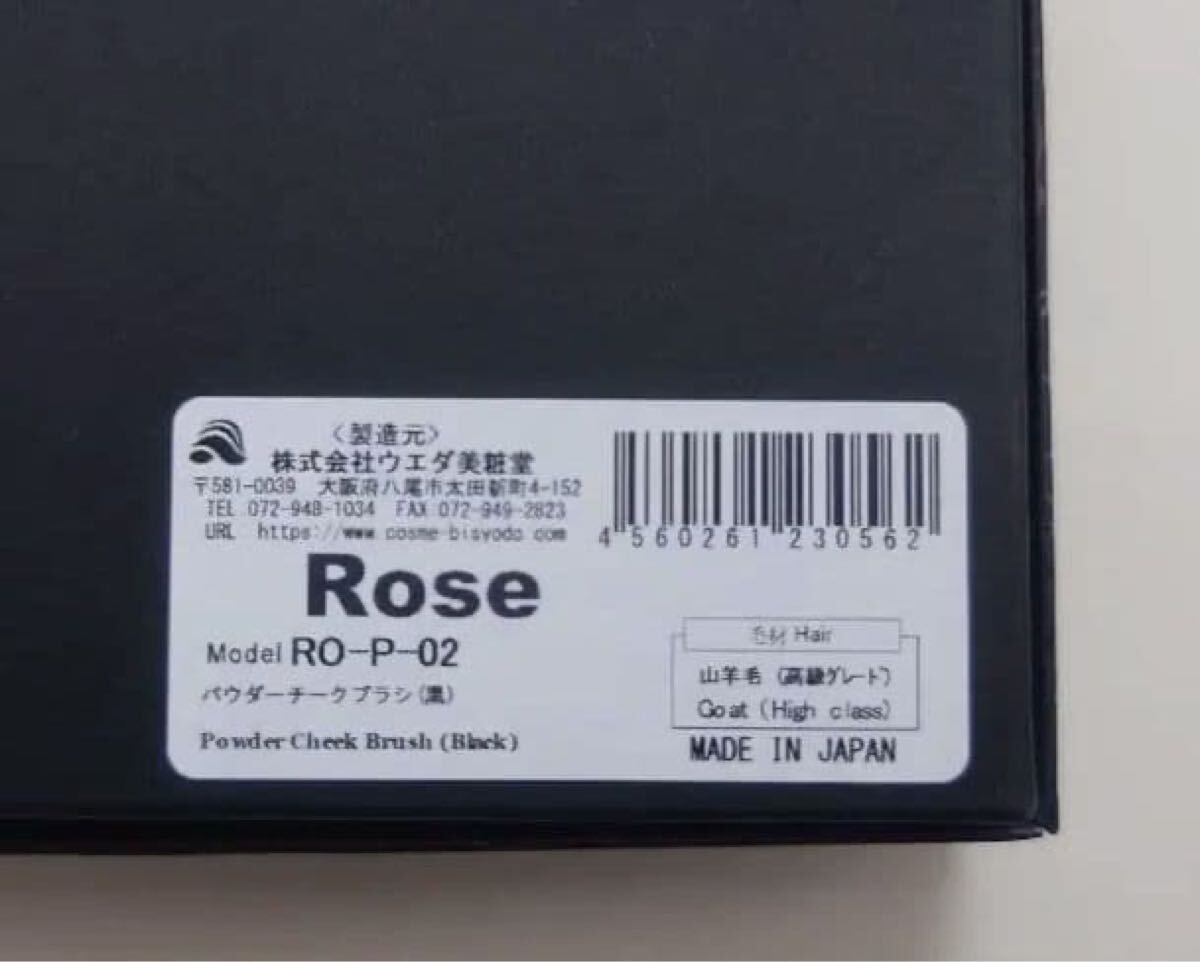 〈製造元〉
株式会社ウエダ美粧堂
〒581-0039 大阪府八尾市太田新町4-152
TEL 072-948-1034 FAX 072-949-2823
URL https://www.cosme-bisyodo.com
4 560261 230562
Rose
Model RO-P-02
パウダーチークブラシ(黒)
Powder Cheek Brush (Black)
毛材 Hair
山羊毛 (高級グレード)
Goat (High class)
MADE IN JAPAN